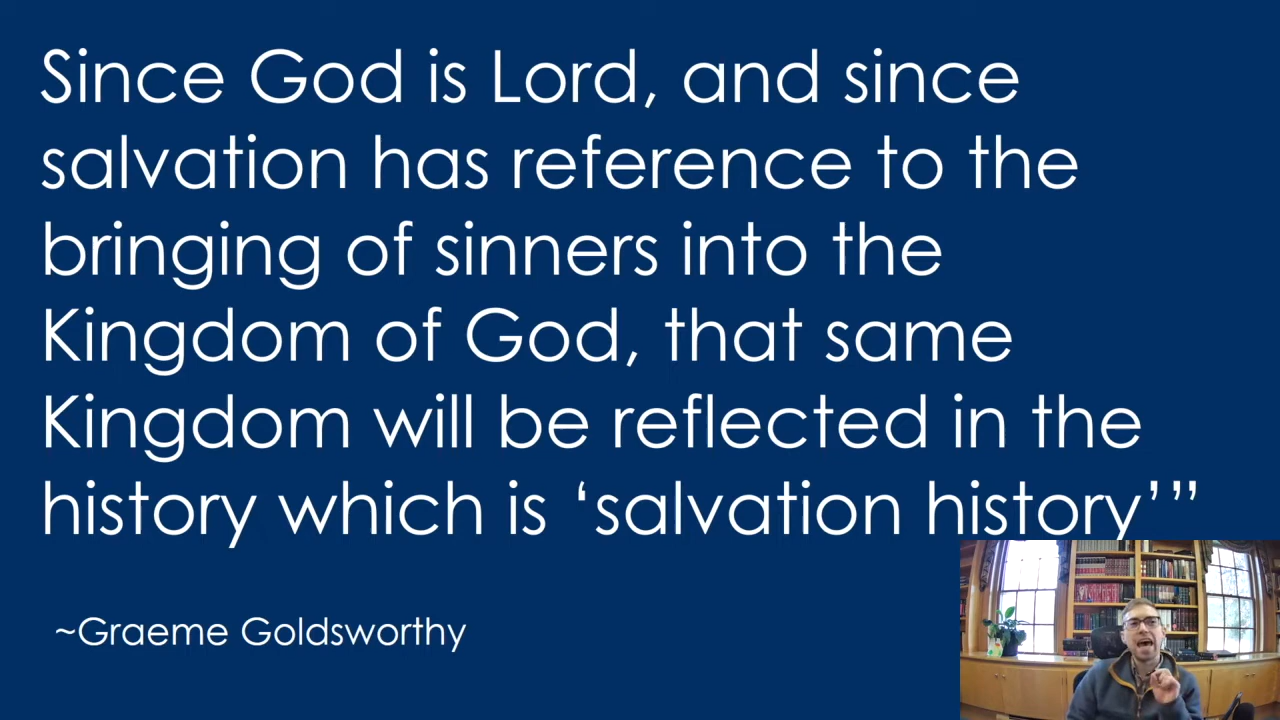 Since God is Lord, and since
salvation has reference to the
bringing of sinners into the
Kingdom of God, that same
Kingdom will be reflected in the
history which is ‘salvation history’”
~Graeme Goldsworthy